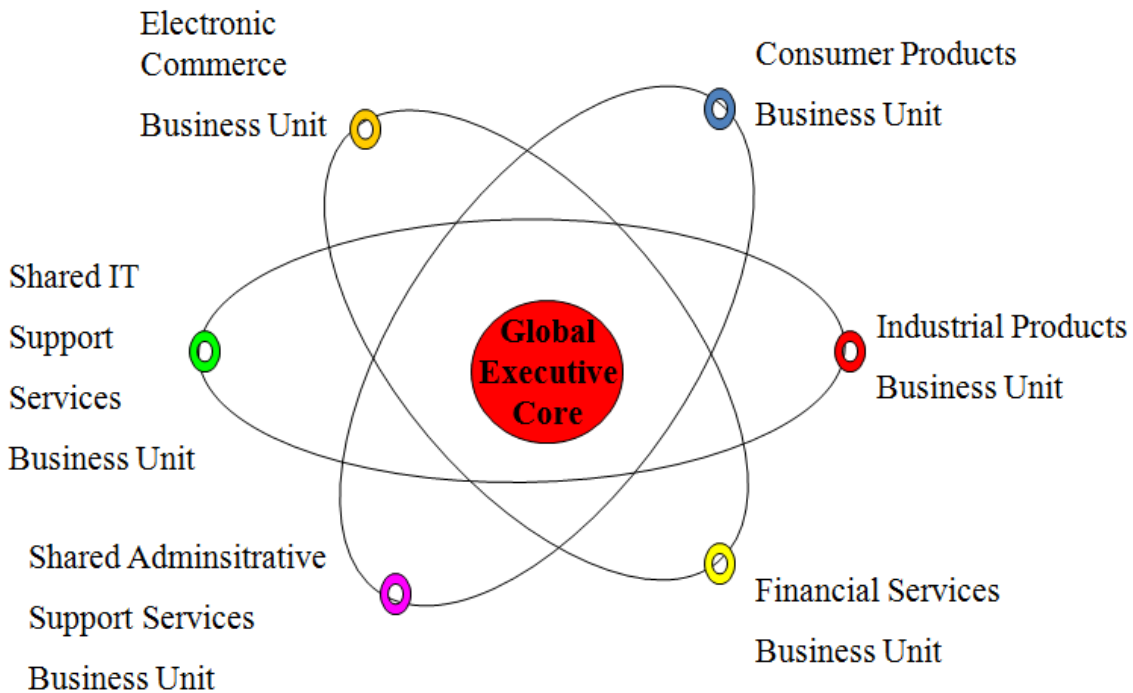 Electronic
Commerce
Business Unit
Consumer Products
Business Unit
Shared IT
Support
Services
Business Unit
Global
Executive
Core
Industrial Products
Business Unit
Shared Adminsitrative
Support Services
Business Unit
Financial Services
Business Unit